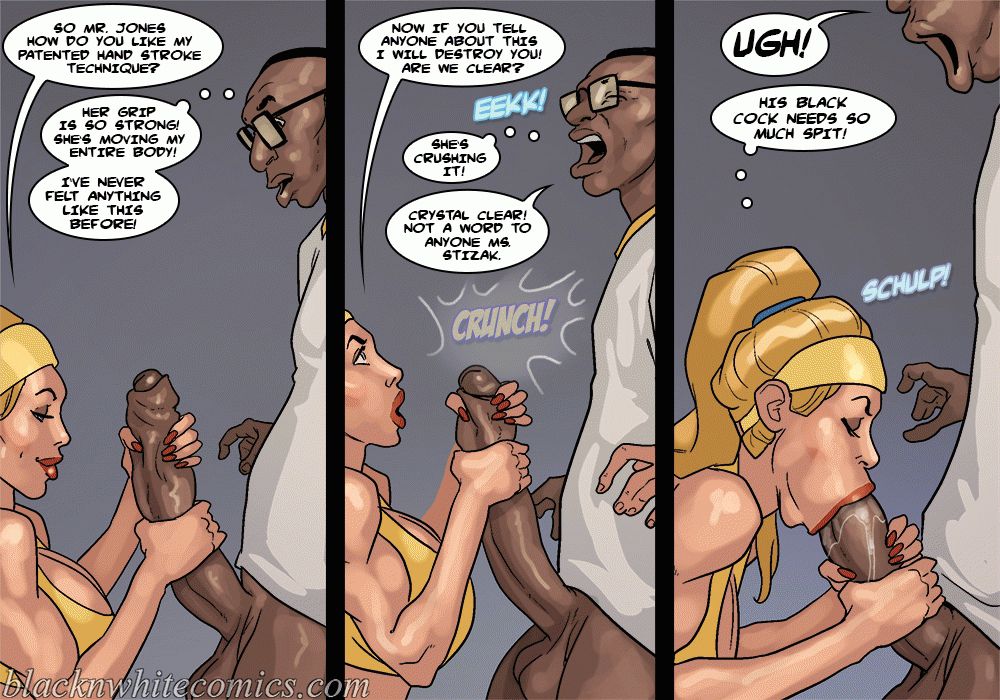 SO MR. JONES
HOW DO YOU LIKE MY
PATENTED HAND STROKE
TECHNIQUE?
HER GRIP
IS SO STRONG!
SHE'S MOVING MY
ENTIRE BODY!
I'VE NEVER
FELT ANYTHING
LIKE THIS
BEFORE!
NOW IF YOU TELL
ANYONE ABOUT THIS
I WILL DESTROY YOU!
ARE WE CLEAR?
EEKK!
SHE'S
CRUSHING
IT!
CRYSTAL CLEAR!
NOT A WORD TO
ANYONE MS.
STIZAK.
CRUNCH!
UGH!
HIS BLACK
COCK NEEDS SO
MUCH SPIT!
SCHULP!
blacknwhitecomics.com